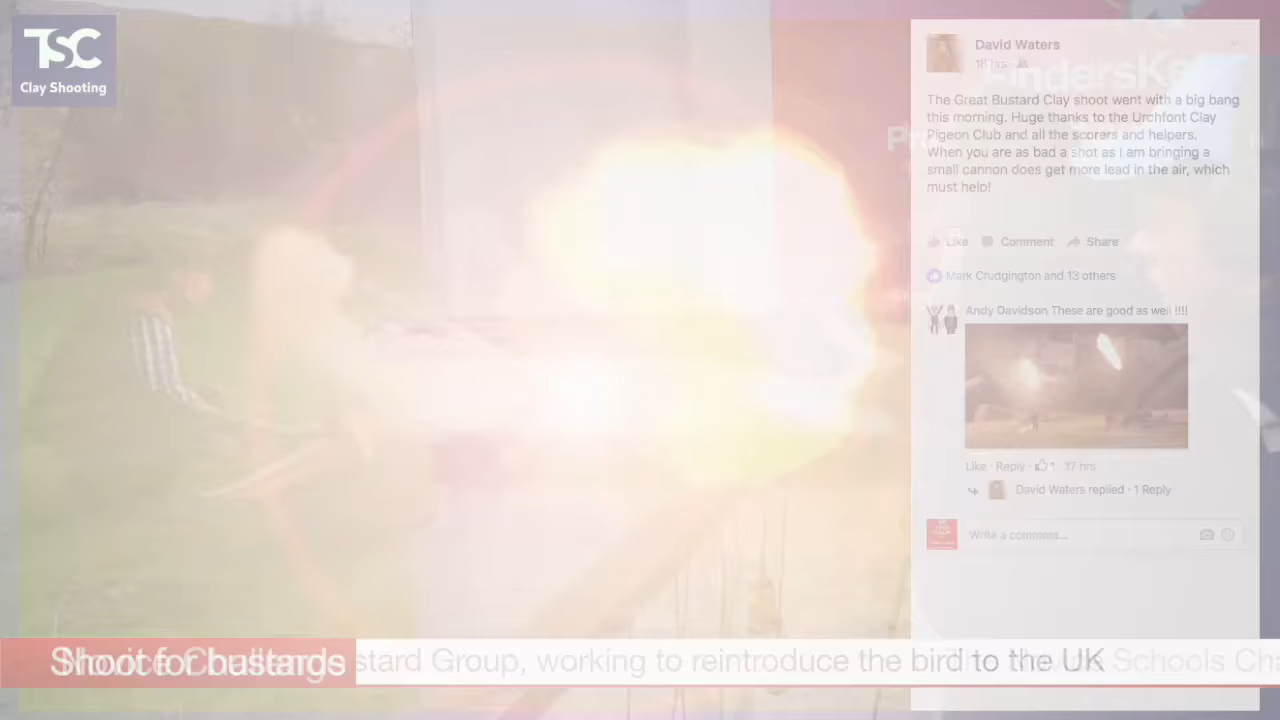 TSC
Clay Shooting
David Waters
18 hrs
The Great Bustard Clay shoot went with a big bang
this morning. Huge thanks to the Urchfont Clay
Pigeon Club and all the scorers and helpers.
When you are as bad a shot as I am bringing a
small cannon does get more lead in the air, which
must help!
Like Comment Share
Mark Crudgington and 13 others
Andy Davidson These are good as well !!!!
Like · Reply · 1 · 17 hrs
David Waters replied · 1 Reply
Write a comment...
Shoot for bustards
stard Group, working to reintroduce the bird to the UK
Schools